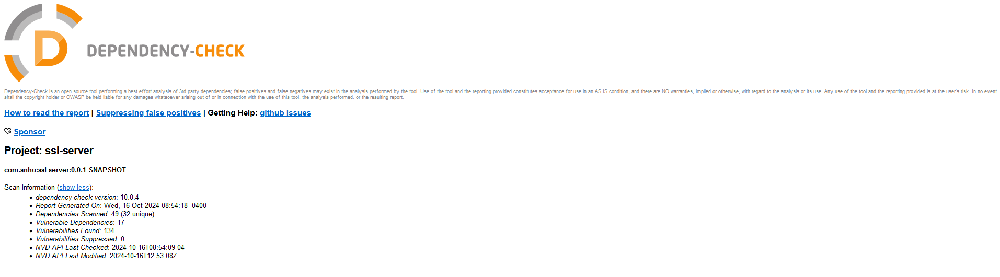 D
DEPENDENCY-CHECK
Dependency-Check is an open source tool performing a best effort analysis of 3rd party dependencies; false positives and false negatives may exist in the analysis performed by the tool. Use of the tool and the reporting provided constitutes acceptance for use in an AS IS condition, and there are NO warranties, implied or otherwise, with regard to the analysis or its use. Any use of the tool and the reporting provided is at the user's risk. In no event
shall the copyright holder or OWASP be held liable for any damages whatsoever arising out of or in connection with the use of this tool, the analysis performed, or the resulting report.
How to read the report | Suppressing false positives | Getting Help: github issues
Sponsor
Project: ssl-server
com.snhu:ssl-server:0.0.1-SNAPSHOT
Scan Information (show less):
• dependency-check version: 10.0.4
• Report Generated On: Wed, 16 Oct 2024 08:54:18 -0400
• Dependencies Scanned: 49 (32 unique)
• Vulnerable Dependencies: 17
• Vulnerabilities Found: 134
• Vulnerabilities Suppressed: 0
• NVD API Last Checked: 2024-10-16T08:54:09-04
• NVD API Last Modified: 2024-10-16T12:53:08Z